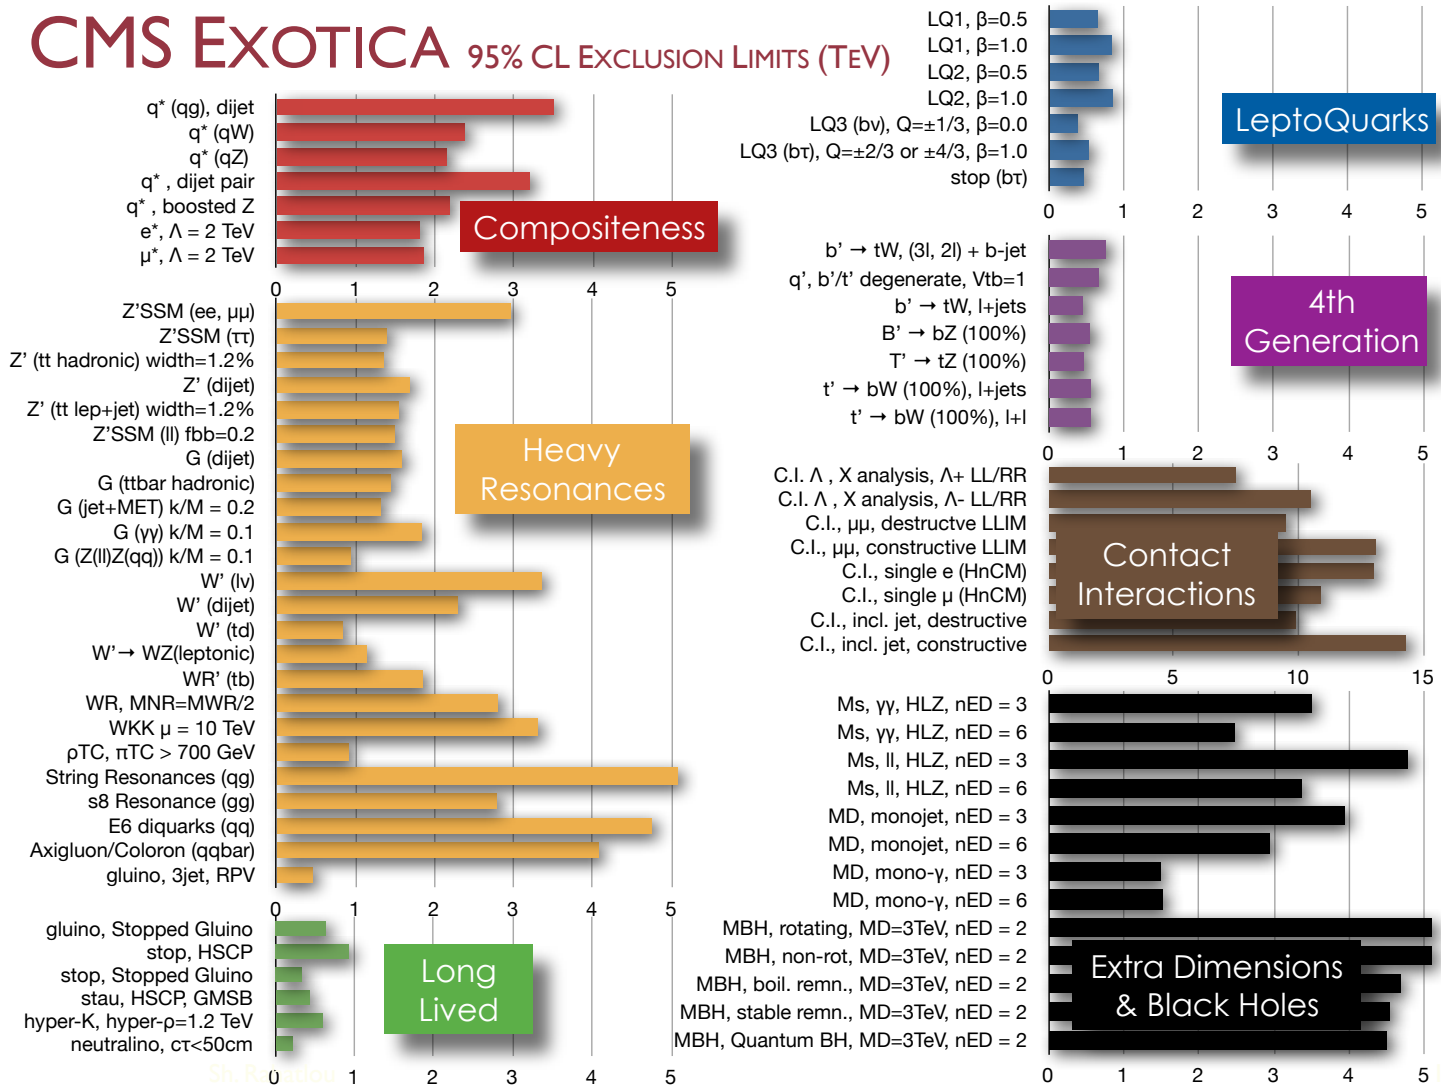 CMS EXOTICA 95% CL EXCLUSION LIMITS (TEV)
q* (qg), dijet
q* (qW)
q* (qZ)
q* , dijet pair
q* , boosted Z
e*, Λ = 2 TeV
μ*, Λ = 2 TeV
Compositeness
0 1 2 3 4 5
Z'SSM (ee, μμ)
Z'SSM (ττ)
Z' (tt hadronic) width=1.2%
Z' (dijet)
Z' (tt lep+jet) width=1.2%
Z'SSM (ll) fbb=0.2
G (dijet)
G (ttbar hadronic)
G (jet+MET) k/M = 0.2
G (γγ) k/M = 0.1
G (Z(ll)Z(qq)) k/M = 0.1
W' (lν)
W' (dijet)
W' (td)
W'→ WZ(leptonic)
WR' (tb)
WR, MNR=MWR/2
WKK μ = 10 TeV
ρTC, πTC > 700 GeV
String Resonances (qg)
s8 Resonance (gg)
E6 diquarks (qq)
Axigluon/Coloron (qqbar)
gluino, 3jet, RPV
Heavy
Resonances
0 1 2 3 4 5
gluino, Stopped Gluino
stop, HSCP
stop, Stopped Gluino
stau, HSCP, GMSB
hyper-K, hyper-ρ=1.2 TeV
neutralino, cτ<50cm
Long
Lived
0 1 2 3 4 5
LQ1, β=0.5
LQ1, β=1.0
LQ2, β=0.5
LQ2, β=1.0
LQ3 (bν), Q=±1/3, β=0.0
LQ3 (bτ), Q=±2/3 or ±4/3, β=1.0
stop (bτ)
LeptoQuarks
0 1 2 3 4 5
b' → tW, (3l, 2l) + b-jet
q', b'/t' degenerate, Vtb=1
b' → tW, l+jets
B' → bZ (100%)
T' → tZ (100%)
t' → bW (100%), l+jets
t' → bW (100%), l+l
4th
Generation
0 1 2 3 4 5
C.I. Λ , X analysis, Λ+ LL/RR
C.I. Λ , X analysis, Λ- LL/RR
C.I., μμ, destructve LLIM
C.I., μμ, constructive LLIM
C.I., single e (HnCM)
C.I., single μ (HnCM)
C.I., incl. jet, destructive
C.I., incl. jet, constructive
Contact
Interactions
0 5 10 15
Ms, γγ, HLZ, nED = 3
Ms, γγ, HLZ, nED = 6
Ms, ll, HLZ, nED = 3
Ms, ll, HLZ, nED = 6
MD, monojet, nED = 3
MD, monojet, nED = 6
MD, mono-γ, nED = 3
MD, mono-γ, nED = 6
MBH, rotating, MD=3TeV, nED = 2
MBH, non-rot, MD=3TeV, nED = 2
MBH, boil. remn., MD=3TeV, nED = 2
MBH, stable remn., MD=3TeV, nED = 2
MBH, Quantum BH, MD=3TeV, nED = 2
Extra Dimensions
& Black Holes
0 1 2 3 4 5